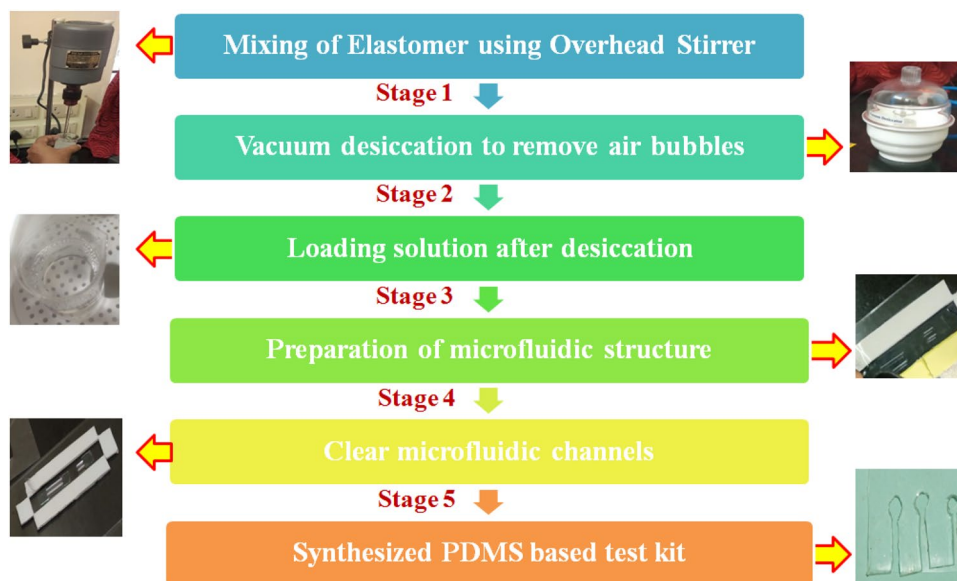 Mixing of Elastomer using Overhead Stirrer
Stage 1
Vacuum desiccation to remove air bubbles
Stage 2
Loading solution after desiccation
Stage 3
Preparation of microfluidic structure
Stage 4
Clear microfluidic channels
Stage 5
Synthesized PDMS based test kit